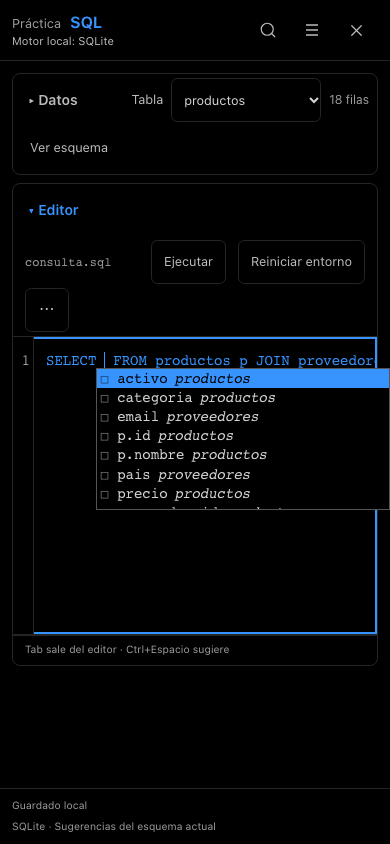 Práctica SQL
Motor local: SQLite
Datos
Tabla
productos
18 filas
Ver esquema
Editor
consulta.sql
Ejecutar
Reiniciar entorno
...
1 SELECT FROM productos p JOIN proveedor
activo productos
categoria productos
email proveedores
p.id productos
p.nombre productos
pais proveedores
precio productos
Tab sale del editor · Ctrl+Espacio sugiere
Guardado local
SQLite · Sugerencias del esquema actual